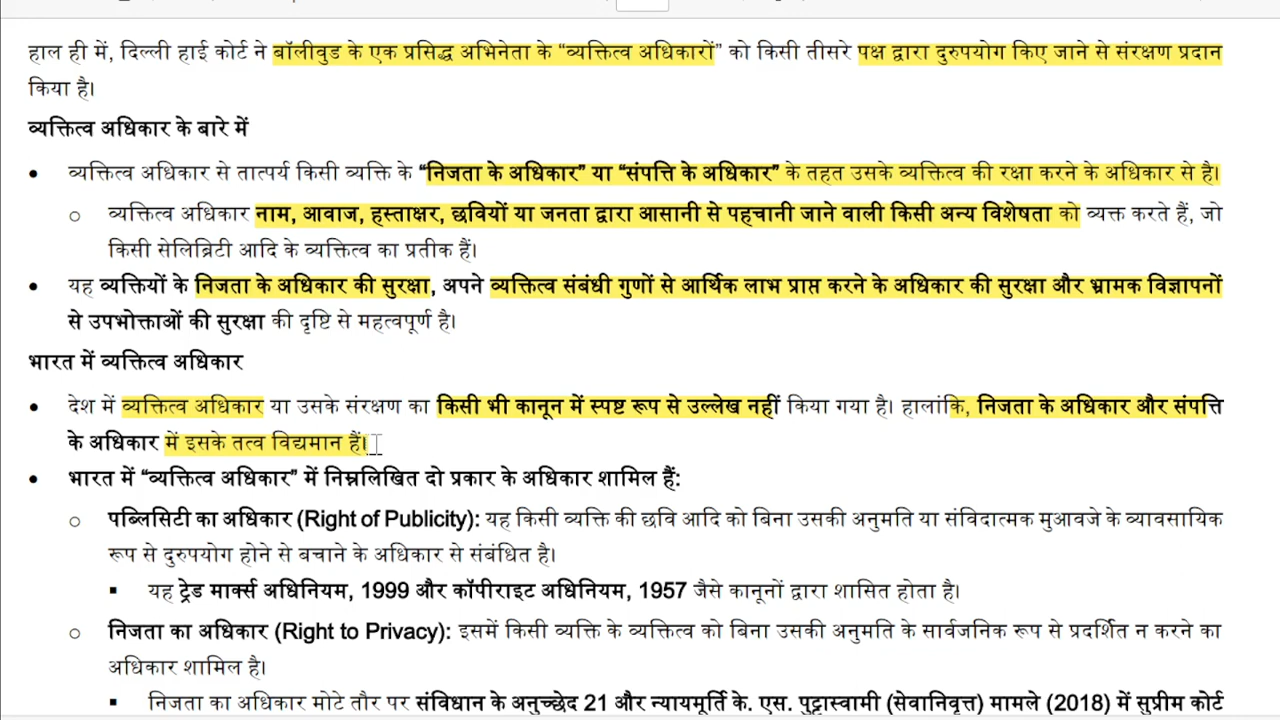 हाल ही में, दिल्ली हाई कोर्ट ने बॉलीवुड के एक प्रसिद्ध अभिनेता के “व्यक्तित्व अधिकारों” को किसी तीसरे पक्ष द्वारा दुरुपयोग किए जाने से संरक्षण प्रदान
किया है।
व्यक्तित्व अधिकार के बारे में
• व्यक्तित्व अधिकार से तात्पर्य किसी व्यक्ति के “निजता के अधिकार” या “संपत्ति के अधिकार” के तहत उसके व्यक्तित्व की रक्षा करने के अधिकार से है।
○ व्यक्तित्व अधिकार नाम, आवाज, हस्ताक्षर, छवियों या जनता द्वारा आसानी से पहचानी जाने वाली किसी अन्य विशेषता को व्यक्त करते हैं, जो
किसी सेलिब्रिटी आदि के व्यक्तित्व का प्रतीक हैं।
• यह व्यक्तियों के निजता के अधिकार की सुरक्षा, अपने व्यक्तित्व संबंधी गुणों से आर्थिक लाभ प्राप्त करने के अधिकार की सुरक्षा और भ्रामक विज्ञापनों
से उपभोक्ताओं की सुरक्षा की दृष्टि से महत्वपूर्ण है।
भारत में व्यक्तित्व अधिकार
• देश में व्यक्तित्व अधिकार या उसके संरक्षण का किसी भी कानून में स्पष्ट रूप से उल्लेख नहीं किया गया है। हालांकि, निजता के अधिकार और संपत्ति
के अधिकार में इसके तत्व विद्यमान हैं।
• भारत में “व्यक्तित्व अधिकार” में निम्नलिखित दो प्रकार के अधिकार शामिल हैं:
○ पब्लिसिटी का अधिकार (Right of Publicity): यह किसी व्यक्ति की छवि आदि को बिना उसकी अनुमति या संविदात्मक मुआवजे के व्यावसायिक
रूप से दुरुपयोग होने से बचाने के अधिकार से संबंधित है।
▪ यह ट्रेड मार्क्स अधिनियम, 1999 और कॉपीराइट अधिनियम, 1957 जैसे कानूनों द्वारा शासित होता है।
○ निजता का अधिकार (Right to Privacy): इसमें किसी व्यक्ति के व्यक्तित्व को बिना उसकी अनुमति के सार्वजनिक रूप से प्रदर्शित न करने का
अधिकार शामिल है।
▪ निजता का अधिकार मोटे तौर पर संविधान के अनुच्छेद 21 और न्यायमूर्ति के. एस. पुट्टास्वामी (सेवानिवृत्त) मामले (2018) में सुप्रीम कोर्ट